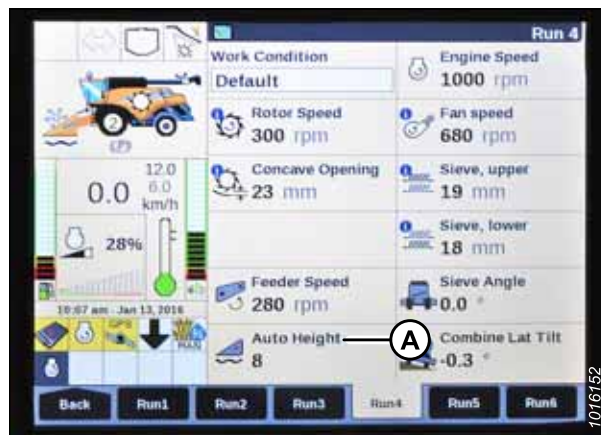 Run 4
Work Condition
Default
Engine Speed
1000 rpm
Rotor Speed
300 rpm
Fan speed
680 rpm
Concave Opening
23 mm
Sieve, upper
19 mm
Sieve, lower
18 mm
Feeder Speed
280 rpm
Sieve Angle
0.0 °
Auto Height
8
A
Combine Lat Tilt
-0.3 °
2
(P)
0.0
12.0
6.0
km/h
28%
10:07 am Jan 13, 2016
GPS
MAN
Back
Run1
Run2
Run3
Run4
Run5
Run6
1016152